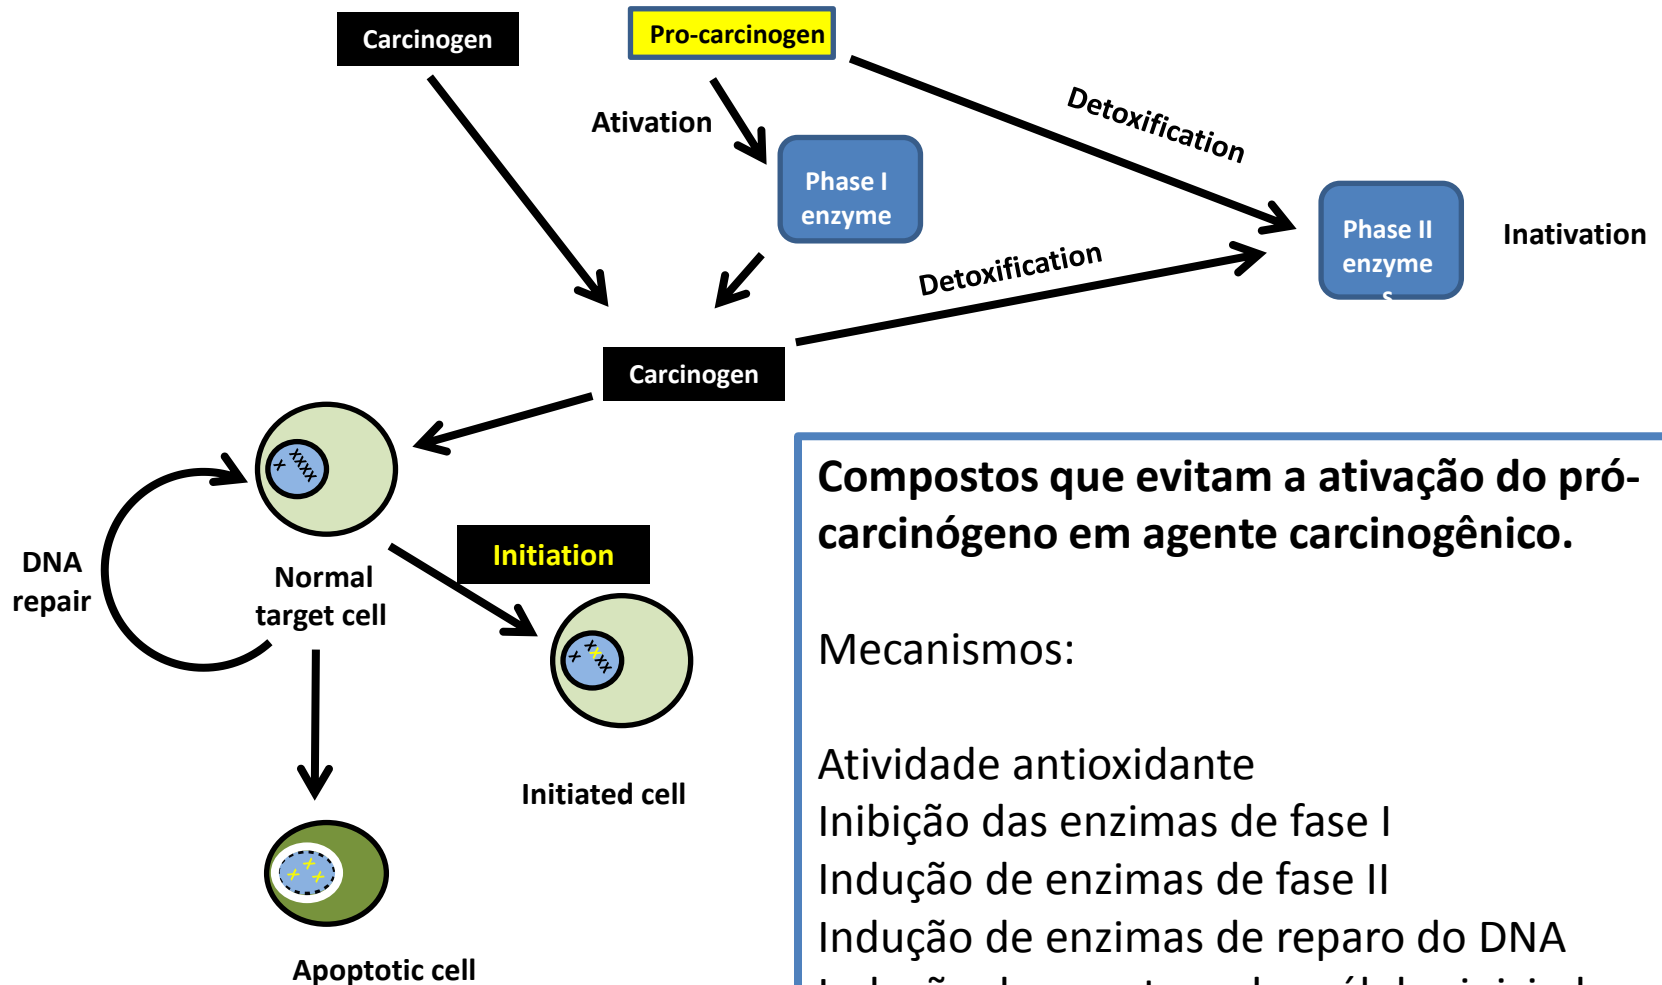 Carcinogen
Pro-carcinogen
Ativation
Detoxification
Phase I
enzyme
Phase II
enzyme
s
Inativation
Detoxification
Carcinogen
x xxxx
DNA
repair
Normal
target cell
Initiation
x xxxx
Initiated cell
x x x
Apoptotic cell
Compostos que evitam a ativação do pró-
carcinógeno em agente carcinogênico.
Mecanismos:
Atividade antioxidante
Inibição das enzimas de fase I
Indução de enzimas de fase II
Indução de enzimas de reparo do DNA